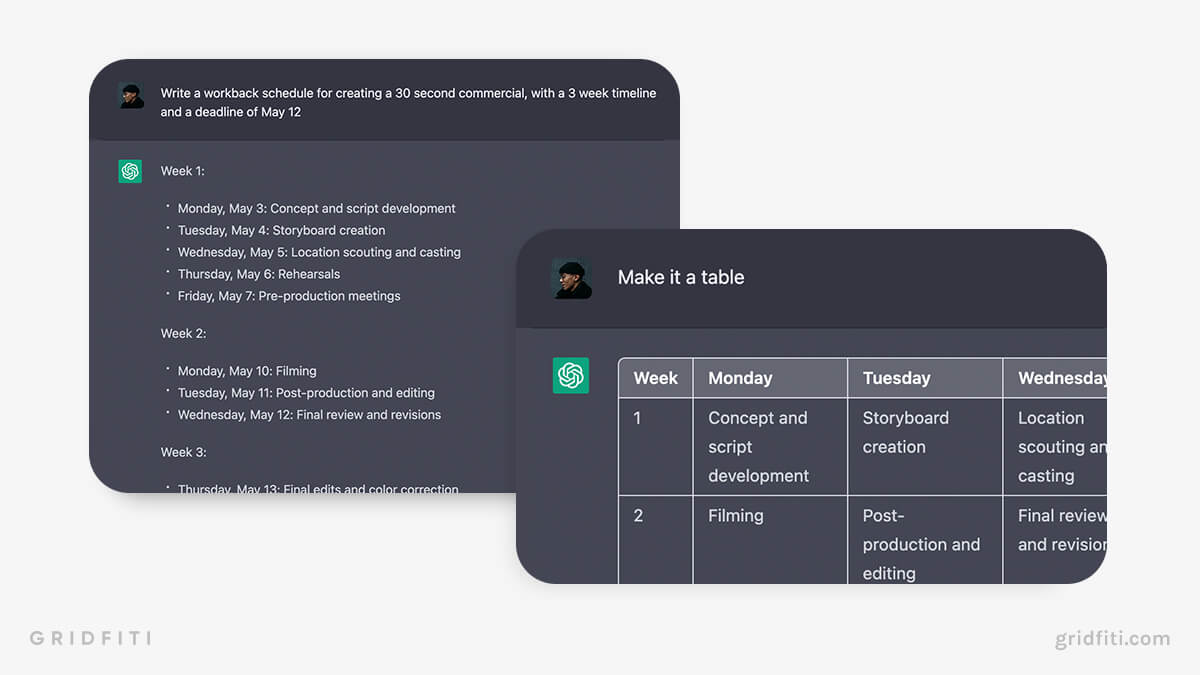 Write a workback schedule for creating a 30 second commercial, with a 3 week timeline
and a deadline of May 12
Week 1:
· Monday, May 3: Concept and script development
· Tuesday, May 4: Storyboard creation
· Wednesday, May 5: Location scouting and casting
· Thursday, May 6: Rehearsals
· Friday, May 7: Pre-production meetings
Week 2:
· Monday, May 10: Filming
· Tuesday, May 11: Post-production and editing
· Wednesday, May 12: Final review and revisions
Week 3:
· Thursday, May 13: Final edits and color correction
Make it a table
Week Monday Tuesday Wednesday
1 Concept and Storyboard Location
script creation scouting an
development casting
2 Filming Post- Final review
production and and revision
editing
GRIDFITI
gridfiti.com